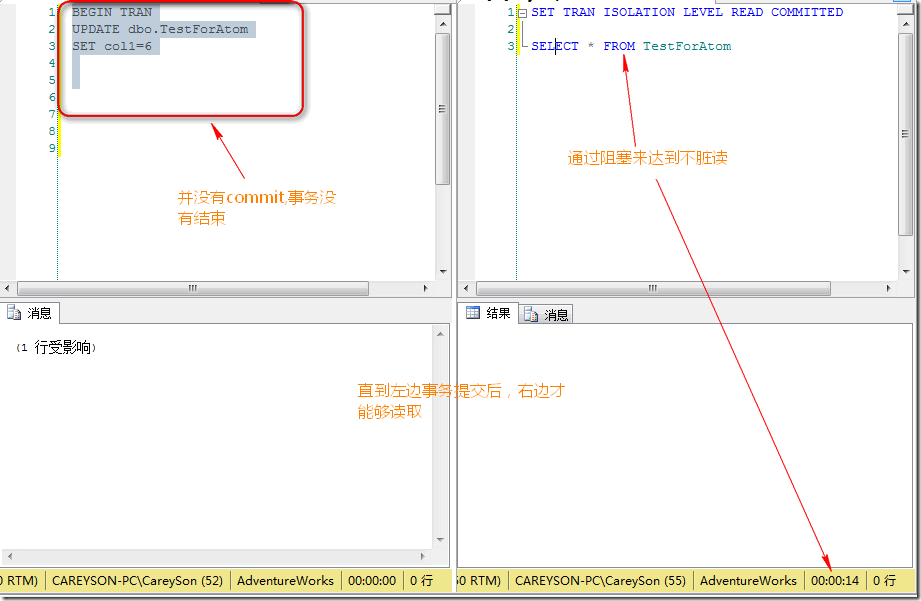 1 BEGIN TRAN
2 UPDATE dbo.TestForAtom
3 SET col1=6
4
5
6
7
8
9
并没有commit,事务没
有结束
1 SET TRAN ISOLATION LEVEL READ COMMITTED
2
3 SELECT * FROM TestForAtom
通过阻塞来达到不脏读
消息
(1 行受影响)
结果 消息
直到左边事务提交后，右边才
能够读取
0 RTM) CAREYSON-PC\CareySon (52) AdventureWorks 00:00:00 0 行
50 RTM) CAREYSON-PC\CareySon (55) AdventureWorks 00:00:14 0 行